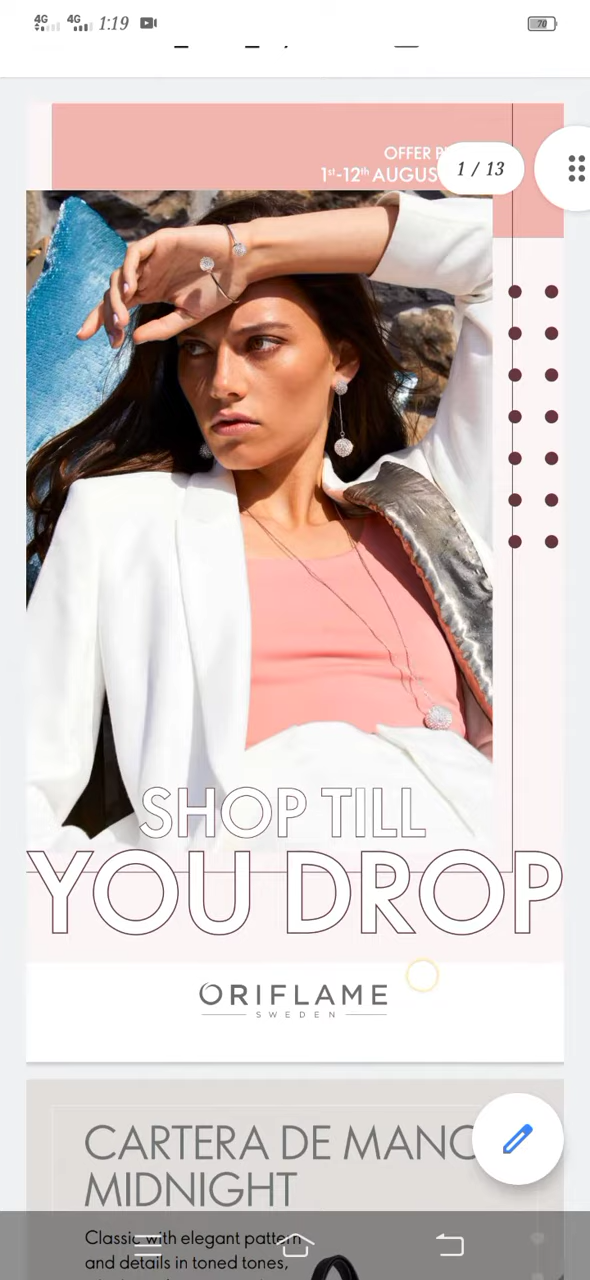 4G 4G 1:19 70
OFFER
1st-12th AUGUS
1 / 13
SHOP TILL
YOU DROP
ORIFLAME
SWEDEN
CARTERA DE MANO
MIDNIGHT
Classic with elegant pattern
and details in toned tones,